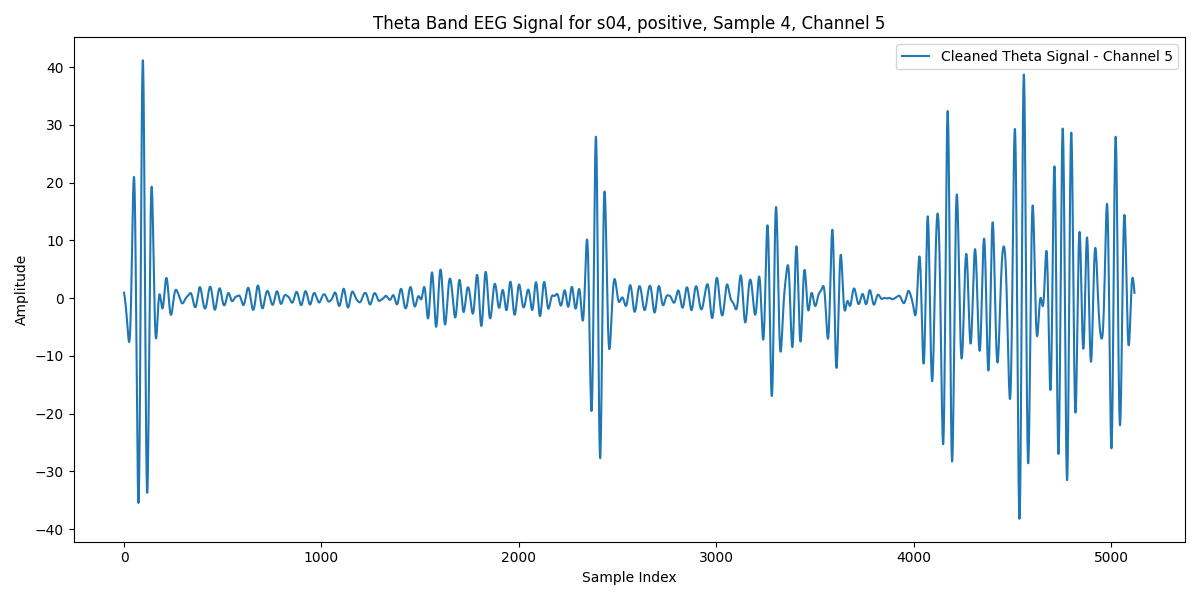 Theta Band EEG Signal for s04, positive, Sample 4, Channel 5
Cleaned Theta Signal - Channel 5
Amplitude
40
30
20
10
0
−10
−20
−30
−40
0 1000 2000 3000 4000 5000
Sample Index